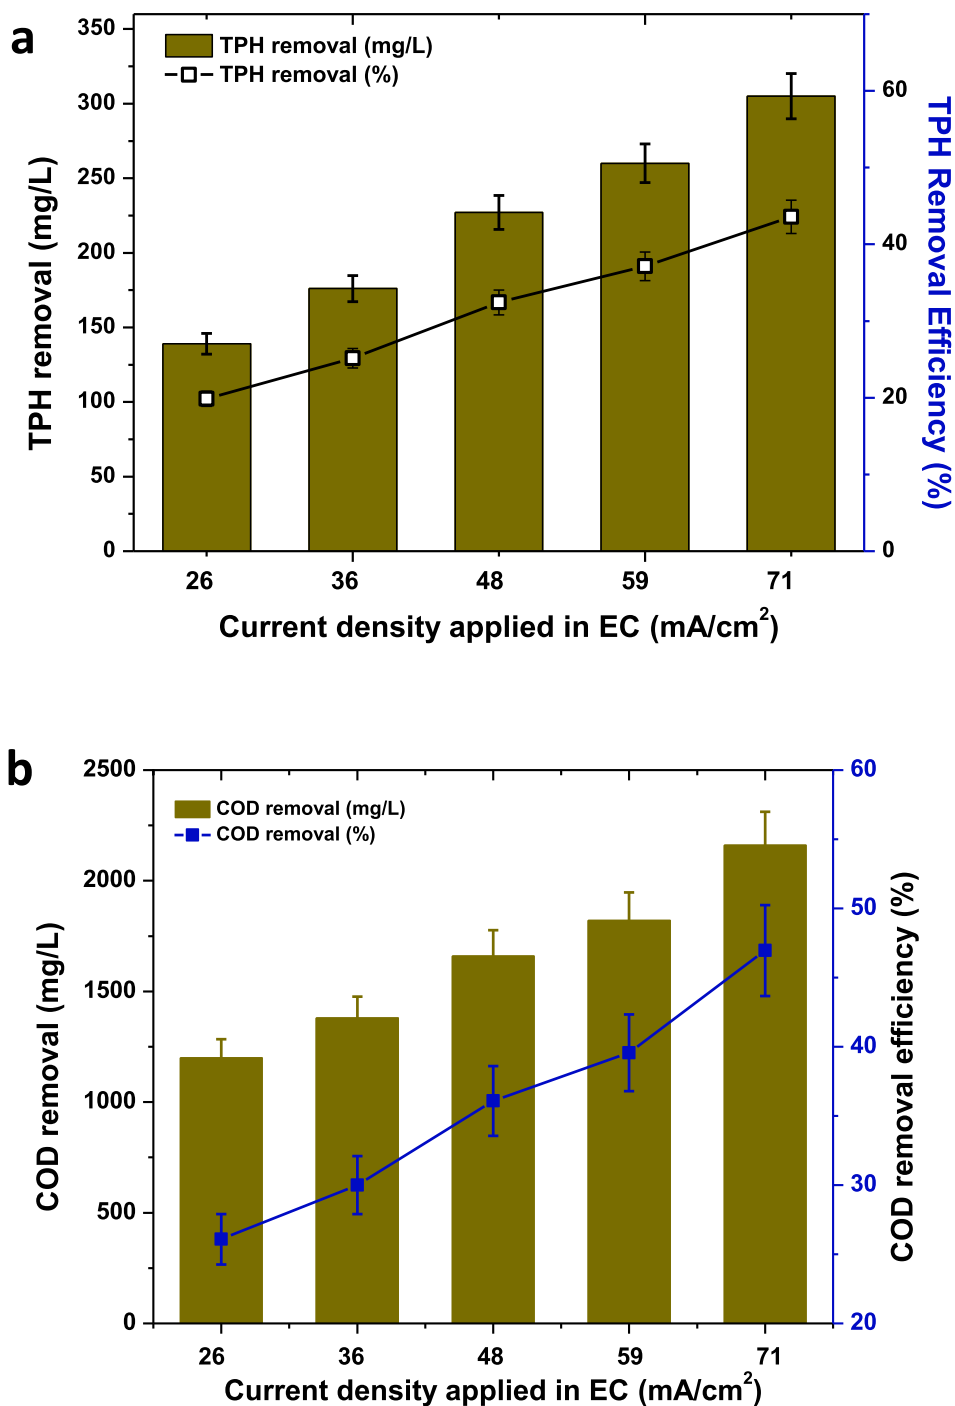 a
TPH removal (mg/L)
TPH removal (%)
350
300
250
200
150
100
50
0
TPH removal (mg/L)
60
40
20
0
TPH Removal Efficiency (%)
26 36 48 59 71
Current density applied in EC (mA/cm²)
b
COD removal (mg/L)
COD removal (%)
2500
2000
1500
1000
500
0
COD removal (mg/L)
60
50
40
30
20
COD removal efficiency (%)
26 36 48 59 71
Current density applied in EC (mA/cm²)